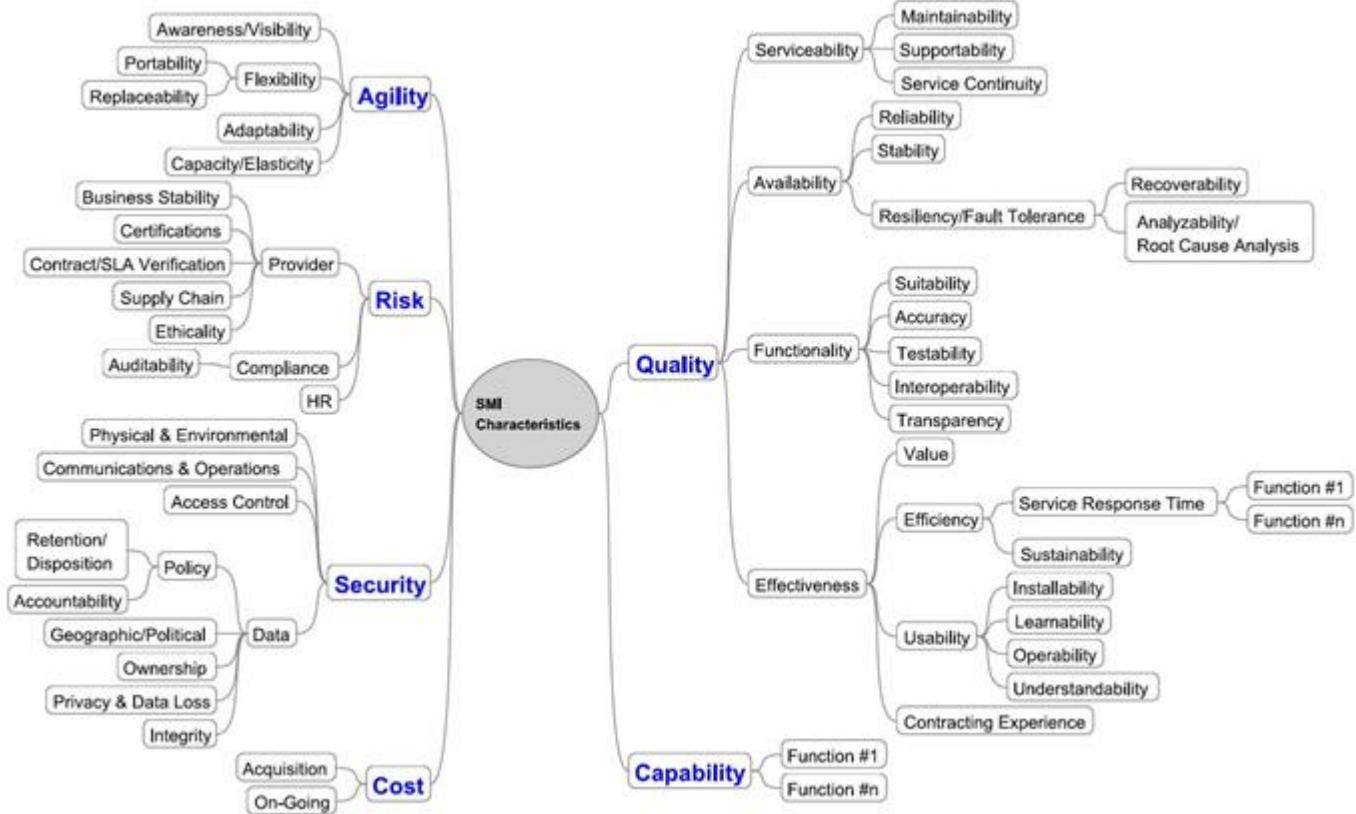 Awareness/Visibility
Portability
Replaceability
Flexibility
Adaptability
Capacity/Elasticity
Agility
Business Stability
Certifications
Contract/SLA Verification
Supply Chain
Ethicality
Provider
Auditability
Compliance
HR
Risk
Physical & Environmental
Communications & Operations
Access Control
Retention/
Disposition
Accountability
Policy
Geographic/Political
Ownership
Privacy & Data Loss
Integrity
Data
Security
Acquisition
On-Going
Cost
SMI
Characteristics
Quality
Serviceability
Maintainability
Supportability
Service Continuity
Availability
Reliability
Stability
Resiliency/Fault Tolerance
Recoverability
Analyzability/
Root Cause Analysis
Functionality
Suitability
Accuracy
Testability
Interoperability
Transparency
Effectiveness
Value
Efficiency
Service Response Time
Function #1
Function #n
Sustainability
Usability
Installability
Learnability
Operability
Understandability
Contracting Experience
Capability
Function #1
Function #n